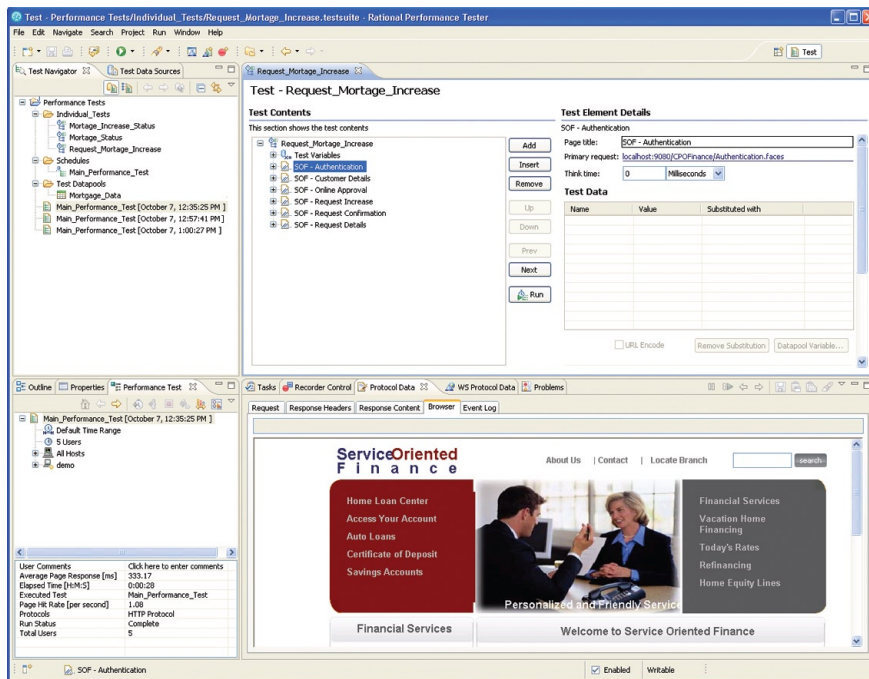 Test - Performance Tests/Individual_Tests/Request_Mortage_Increase.testsuite - Rational Performance Tester
File Edit Navigate Search Project Run Window Help
Test
Test Navigator
Test Data Sources
Performance Tests
Individual_Tests
Mortage_Increase_Status
Mortage_Status
Request_Mortage_Increase
Schedules
Main_Performance_Test
Test Datapools
Mortgage_Data
Main_Performance_Test [October 7, 12:35:25 PM ]
Main_Performance_Test [October 7, 12:57:41 PM ]
Main_Performance_Test [October 7, 1:00:27 PM ]
Request_Mortage_Increase
Test - Request_Mortage_Increase
Test Contents
This section shows the test contents
Request_Mortage_Increase
Test Variables
SOF - Authentication
SOF - Customer Details
SOF - Online Approval
SOF - Request Increase
SOF - Request Confirmation
SOF - Request Details
Add
Insert
Remove
Up
Down
Prev
Next
Run
Test Element Details
SOF - Authentication
Page title: SOF - Authentication
Primary request: localhost:9080/CPOFinance/Authentication.faces
Think time: 0 Milliseconds
Test Data
Name Value Substituted with
URL Encode Remove Substitution Datapool Variable...
Outline Properties Performance Test
Main_Performance_Test [October 7, 12:35:25 PM ]
Default Time Range
5 Users
All Hosts
demo
User Comments Click here to enter comments
Average Page Response [ms] 333.17
Elapsed Time [H:M:S] 0:00:28
Executed Test Main_Performance_Test
Page Hit Rate [per second] 1.08
Protocols HTTP Protocol
Run Status Complete
Total Users 5
Tasks Recorder Control Protocol Data WS Protocol Data Problems
Request Response Headers Response Content Browser Event Log
ServiceOriented
Finance
About Us | Contact | Locate Branch search
Home Loan Center
Access Your Account
Auto Loans
Certificate of Deposit
Savings Accounts
Personalized and Friendly Service
Financial Services
Vacation Home
Financing
Today's Rates
Refinancing
Home Equity Lines
Financial Services
Welcome to Service Oriented Finance
SOF - Authentication
Enabled Writable